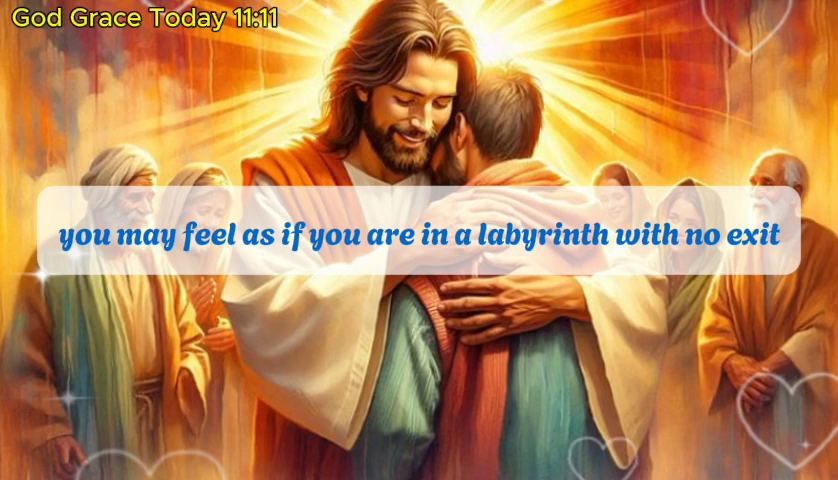 God Grace Today 11:11
you may feel as if you are in a labyrinth with no exit